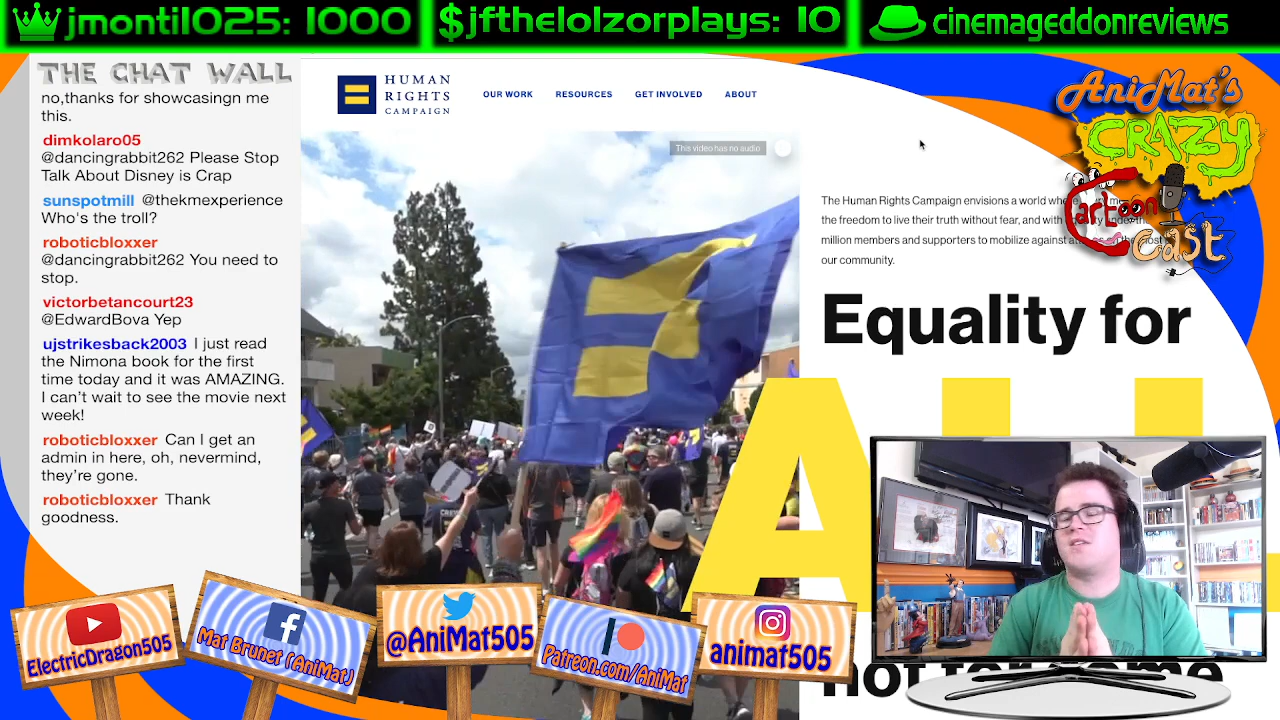 jmonti1025: 1000
$jfthelolzorplays: 10
cinemageddonreviews
THE CHAT WALL
no,thanks for showcasingn me
this.
dimkolaro05
@dancingrabbit262 Please Stop
Talk About Disney is Crap
sunspotmill @thekmexperience
Who's the troll?
roboticbloxxer
@dancingrabbit262 You need to
stop.
victorbetancourt23
@EdwardBova Yep
ujstrikesback2003 I just read
the Nimona book for the first
time today and it was AMAZING.
I can't wait to see the movie next
week!
roboticbloxxer Can I get an
admin in here, oh, nevermind,
they're gone.
roboticbloxxer Thank
goodness.
HUMAN
RIGHTS
CAMPAIGN
OUR WORK RESOURCES GET INVOLVED ABOUT
This video has no audio
The Human Rights Campaign envisions a world where
the freedom to live their truth without fear, and with
million members and supporters to mobilize against
our community.
Equality for
ALL
not for some
AniMat's
CRAZY
Cartoon
Cast
ElectricDragon505
Mat Brunet (AniMat)
@AniMat505
Patreon.com/AniMat
animat505